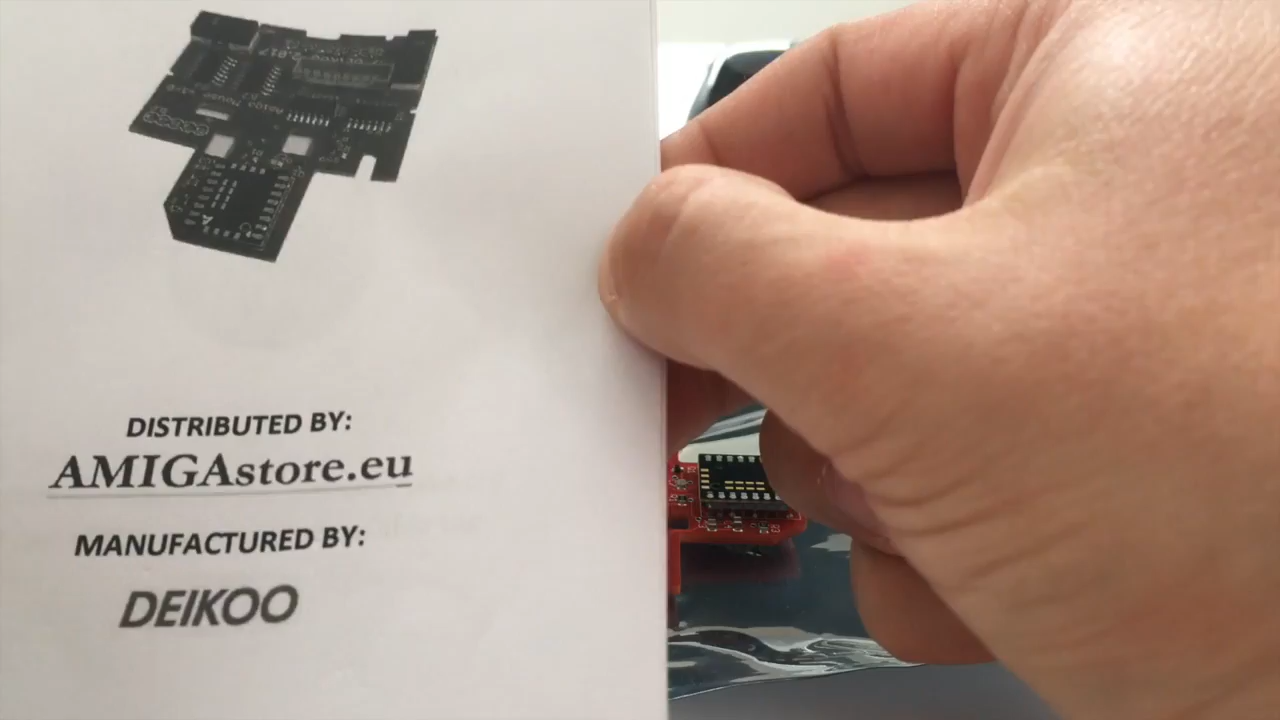 DISTRIBUTED BY:
AMIGAstore.eu
MANUFACTURED BY:
DEIKOO